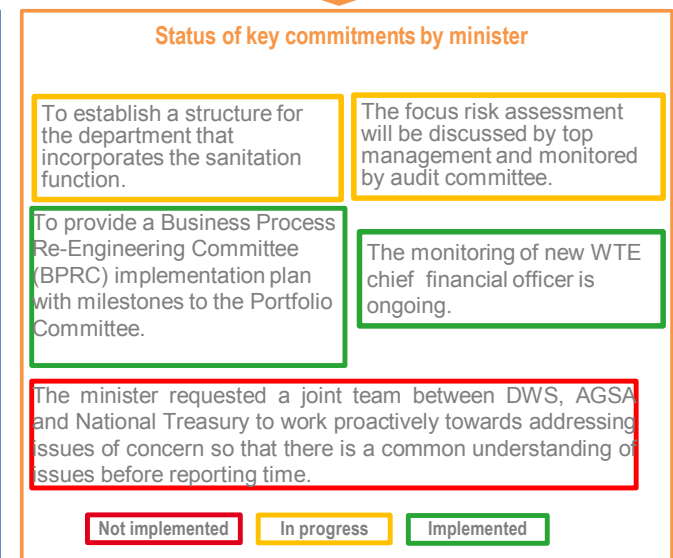 Status of key commitments by minister
To establish a structure for
the department that
incorporates the sanitation
function.
The focus risk assessment
will be discussed by top
management and monitored
by audit committee.
To provide a Business Process
Re-Engineering Committee
(BPRC) implementation plan
with milestones to the Portfolio
Committee.
The monitoring of new WTE
chief financial officer is
ongoing.
The minister requested a joint team between DWS, AGSA
and National Treasury to work proactively towards addressing
issues of concern so that there is a common understanding of
issues before reporting time.
Not implemented
In progress
Implemented